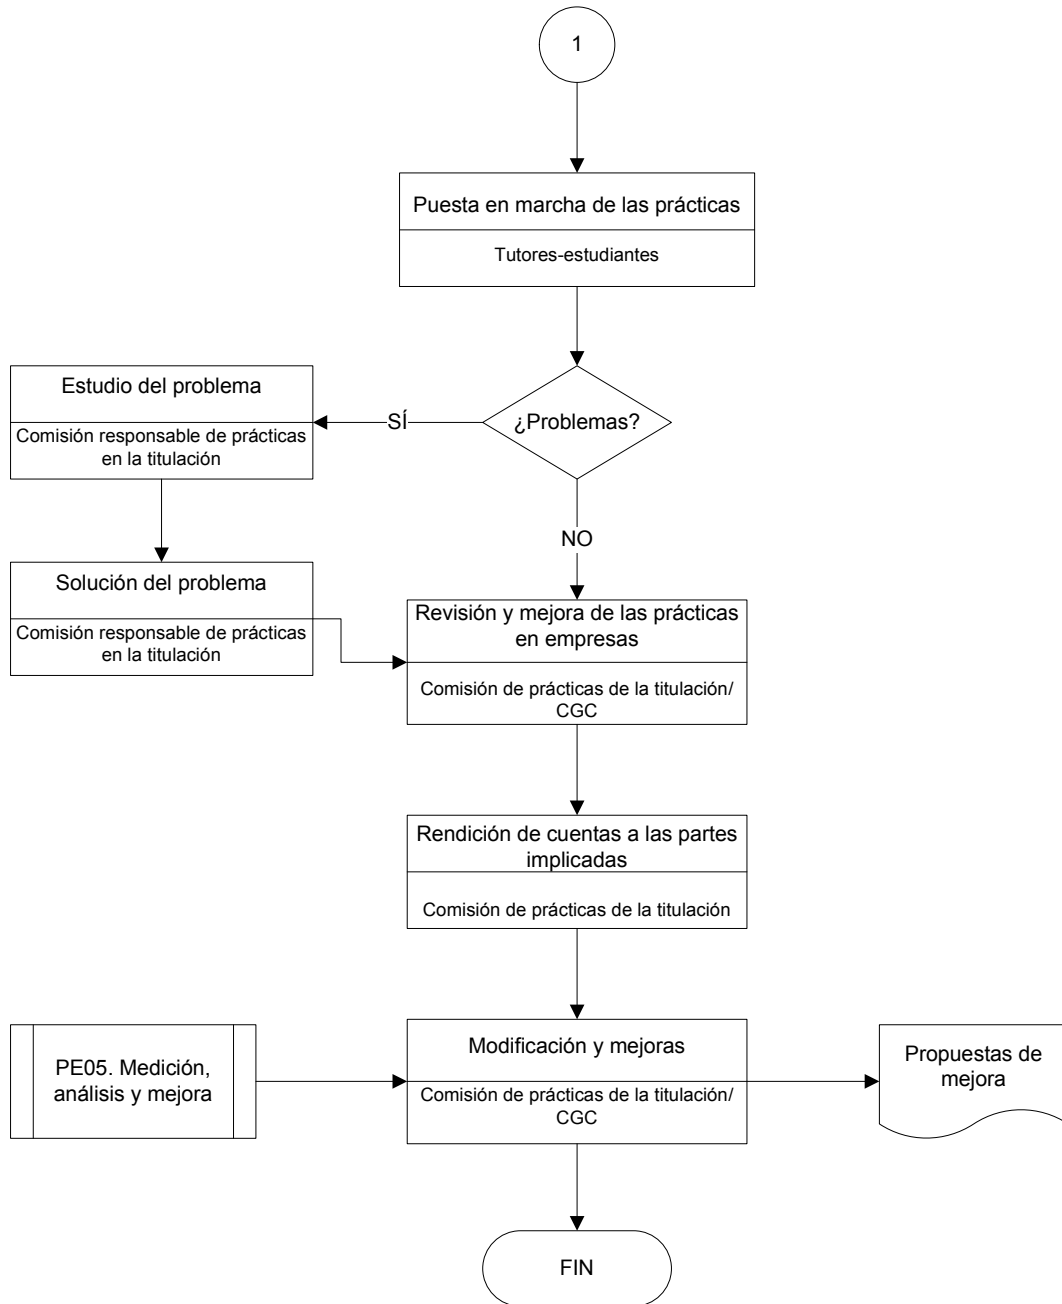 1
Puesta en marcha de las prácticas
Tutores-estudiantes
¿Problemas?
SÍ
Estudio del problema
Comisión responsable de prácticas
en la titulación
Solución del problema
Comisión responsable de prácticas
en la titulación
NO
Revisión y mejora de las prácticas
en empresas
Comisión de prácticas de la titulación/
CGC
Rendición de cuentas a las partes
implicadas
Comisión de prácticas de la titulación
PE05. Medición,
análisis y mejora
Modificación y mejoras
Comisión de prácticas de la titulación/
CGC
Propuestas de
mejora
FIN